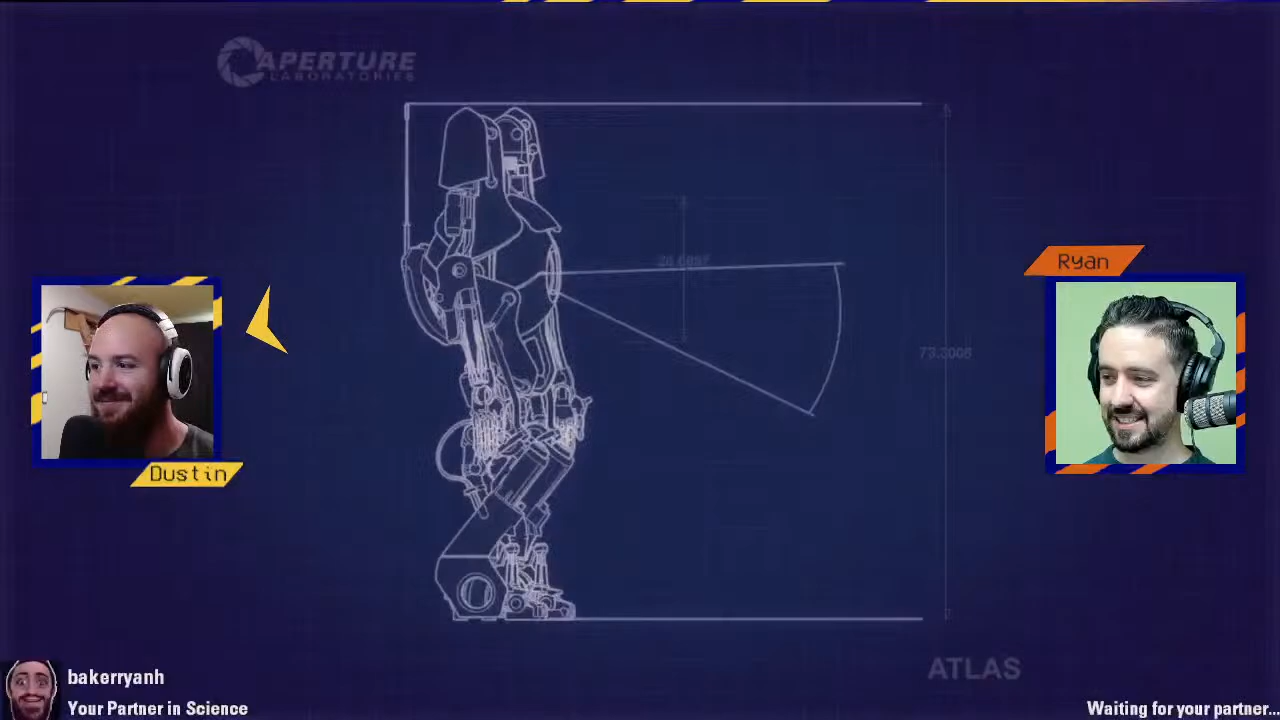 APERTURE
LABORATORIES
Ryan
Dustin
ATLAS
bakerryanh
Your Partner in Science
Waiting for your partner...